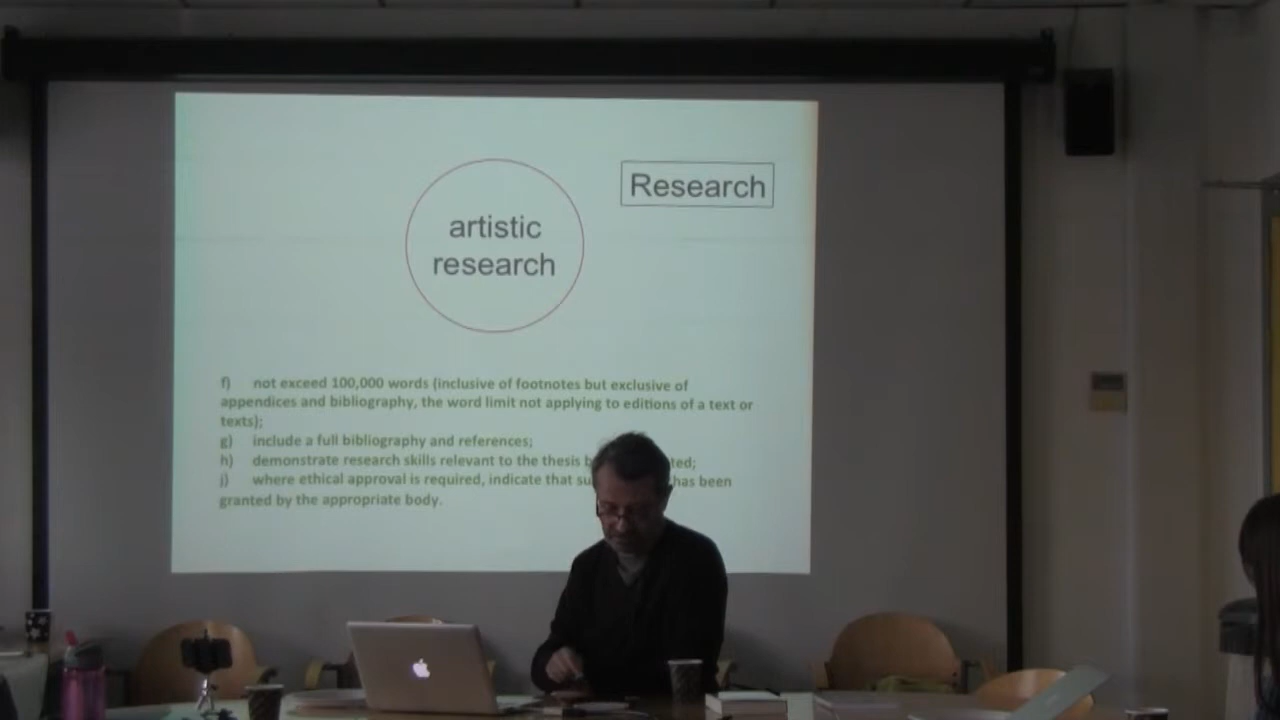 Research
artistic
research
f) not exceed 100,000 words (inclusive of footnotes but exclusive of
appendices and bibliography, the word limit not applying to editions of a text or
texts);
g) include a full bibliography and references;
h) demonstrate research skills relevant to the thesis
j) where ethical approval is required, indicate that has been
granted by the appropriate body.